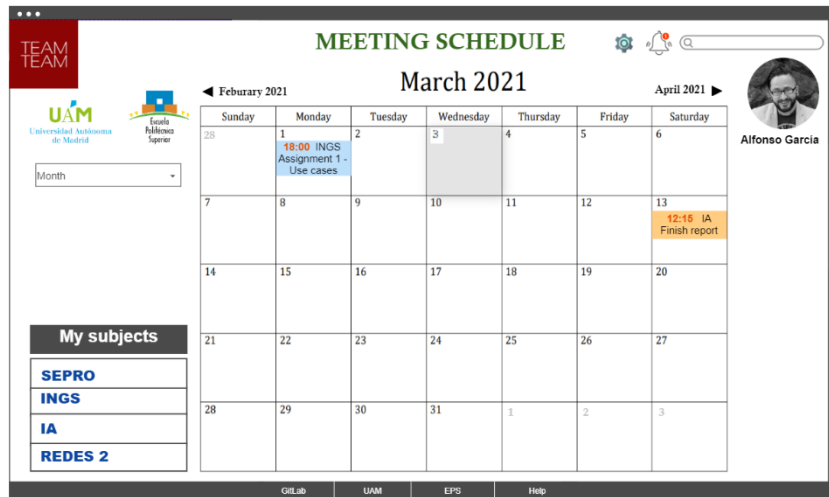 TEAM
TEAM
MEETING SCHEDULE
UAM
Universidad Autónoma
de Madrid
Escuela
Politécnica
Superior
Month
Feburary 2021
March 2021
April 2021
Alfonso Garcia
Sunday Monday Tuesday Wednesday Thursday Friday Saturday
28 1 2 3 4 5 6
18:00 INGS
Assignment 1 -
Use cases
7 8 9 10 11 12 13
12:15 IA
Finish report
14 15 16 17 18 19 20
21 22 23 24 25 26 27
28 29 30 31 1 2 3
My subjects
SEPRO
INGS
IA
REDES 2
GitLab UAM EPS Help